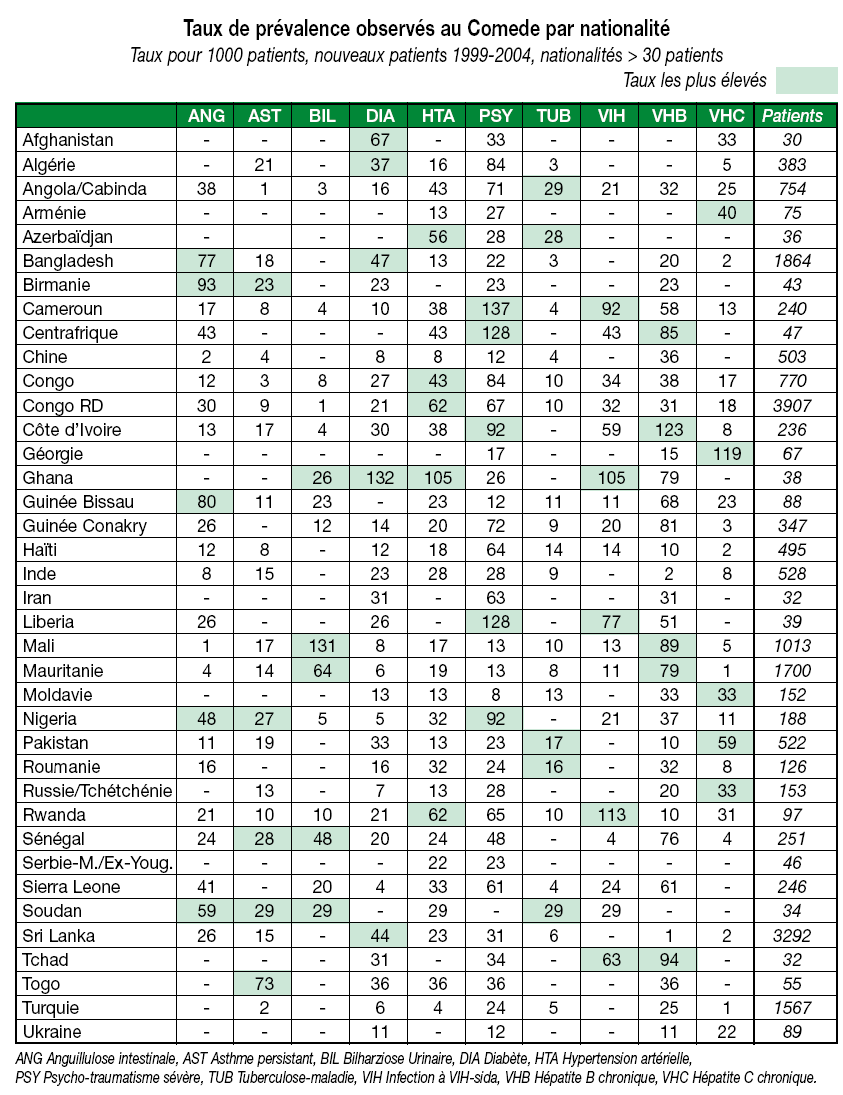 Taux de prévalence observés au Comede par nationalité
Taux pour 1000 patients, nouveaux patients 1999-2004, nationalités > 30 patients
Taux les plus élevés
ANG AST BIL DIA HTA PSY TUB VIH VHB VHC Patients
Afghanistan - - - 67 - 33 - - - 33 30
Algérie - 21 - 37 16 84 3 - - 5 383
Angola/Cabinda 38 1 3 16 43 71 29 21 32 25 754
Arménie - - - - 13 27 - - - 40 75
Azerbaïdjan - - - - 56 28 28 - - - 36
Bangladesh 77 18 - 47 13 22 3 - 20 2 1864
Birmanie 93 23 - 23 - 23 - - 23 - 43
Cameroun 17 8 4 10 38 137 4 92 58 13 240
Centrafrique 43 - - - 43 128 - 43 85 - 47
Chine 2 4 - 8 8 12 4 - 36 - 503
Congo 12 3 8 27 43 84 10 34 38 17 770
Congo RD 30 9 1 21 62 67 10 32 31 18 3907
Côte d'Ivoire 13 17 4 30 38 92 - 59 123 8 236
Géorgie - - - - - 17 - - 15 119 67
Ghana - - 26 132 105 26 - 105 79 - 38
Guinée Bissau 80 11 23 - 23 12 11 11 68 23 88
Guinée Conakry 26 - 12 14 20 72 9 20 81 3 347
Haïti 12 8 - 12 18 64 14 14 10 2 495
Inde 8 15 - 23 28 28 9 - 2 8 528
Iran - - - 31 - 63 - - 31 - 32
Liberia 26 - - 26 - 128 - 77 51 - 39
Mali 1 17 131 8 17 13 10 13 89 5 1013
Mauritanie 4 14 64 6 19 13 8 11 79 1 1700
Moldavie - - - 13 13 8 13 - 33 33 152
Nigeria 48 27 5 5 32 92 - 21 37 11 188
Pakistan 11 19 - 33 13 23 17 - 10 59 522
Roumanie 16 - - 16 32 24 16 - 32 8 126
Russie/Tchétchénie - 13 - 7 13 28 - - 20 33 153
Rwanda 21 10 10 21 62 65 10 113 10 31 97
Sénégal 24 28 48 20 24 48 - 4 76 4 251
Serbie-M./Ex-Youg. - - - - 22 23 - - - - 46
Sierra Leone 41 - 20 4 33 61 4 24 61 - 246
Soudan 59 29 29 - 29 - 29 29 - - 34
Sri Lanka 26 15 - 44 23 31 6 - 1 2 3292
Tchad - - - 31 - 34 - 63 94 - 32
Togo - 73 - 36 36 36 - - 36 - 55
Turquie - 2 - 6 4 24 5 - 25 1 1567
Ukraine - - - 11 - 12 - - 11 22 89
ANG Anguillulose intestinale, AST Asthme persistant, BIL Bilharziose Urinaire, DIA Diabète, HTA Hypertension artérielle,
PSY Psycho-traumatisme sévère, TUB Tuberculose-maladie, VIH Infection à VIH-sida, VHB Hépatite B chronique, VHC Hépatite C chronique.